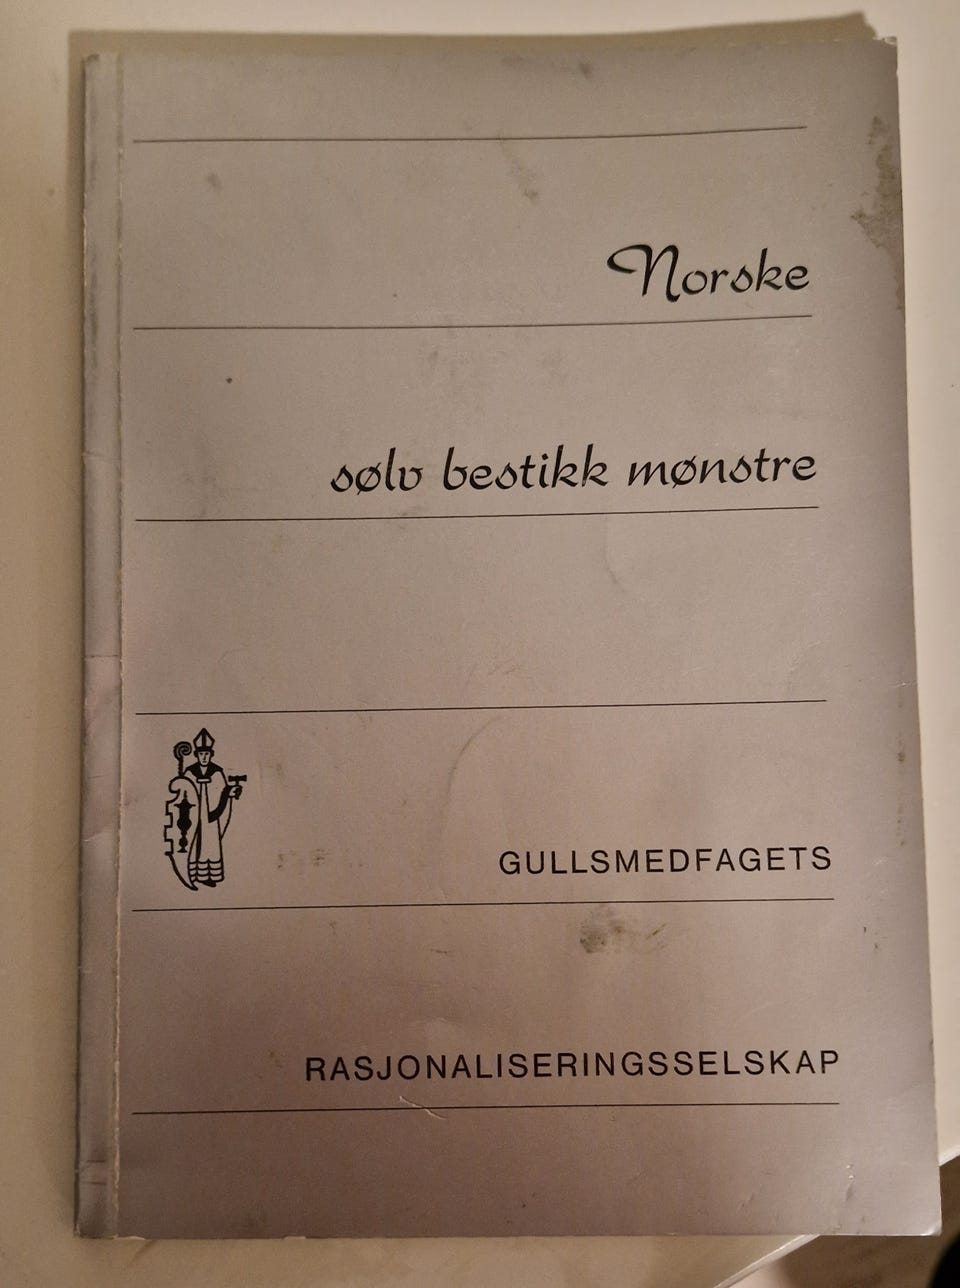 Norske
sølv bestikk mønstre
GULLSMEDFAGETS
RASJONALISERINGSSELSKAP